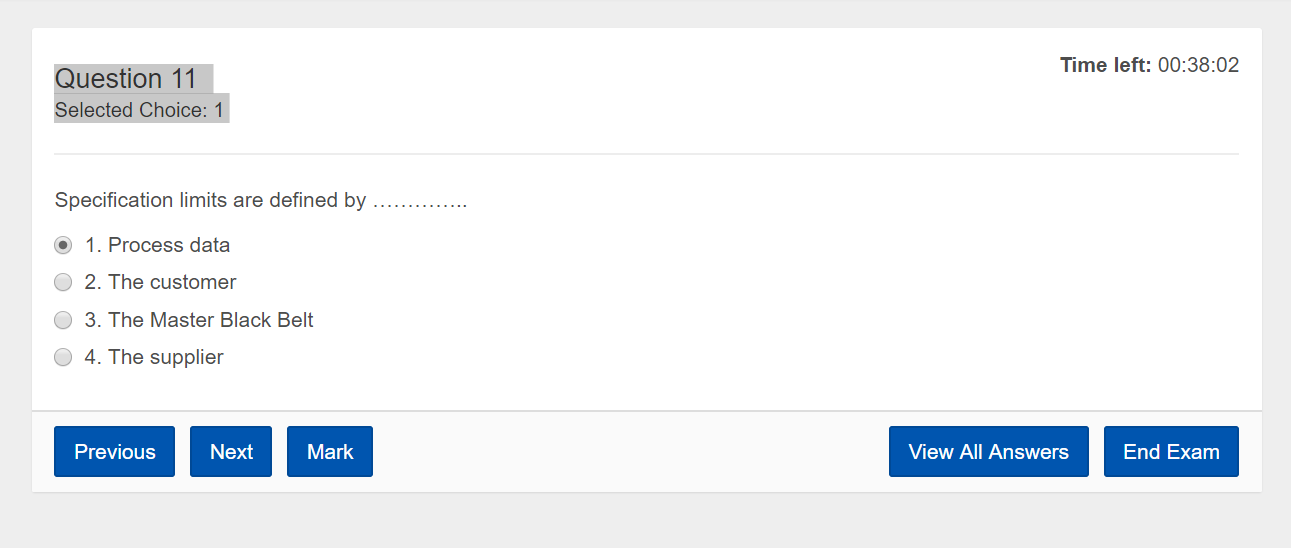 Question 11
Time left: 00:38:02
Selected Choice: 1
Specification limits are defined by …………..
1. Process data
2. The customer
3. The Master Black Belt
4. The supplier
Previous Next Mark View All Answers End Exam